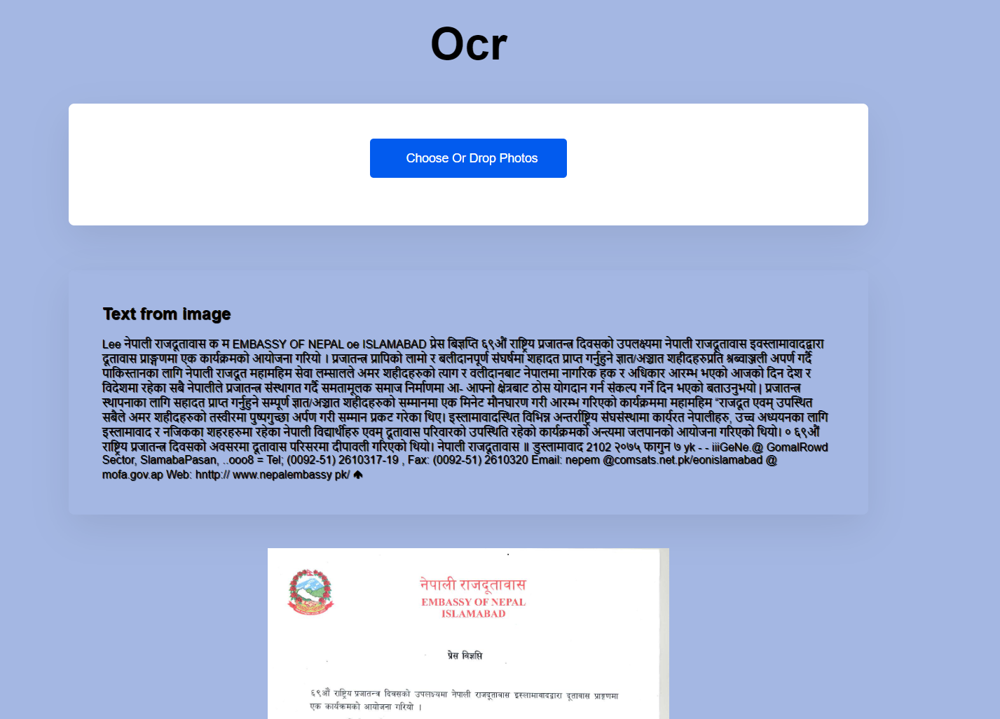 Ocr
Choose Or Drop Photos
Text from image
Lee नेपाली राजदूतावास क म EMBASSY OF NEPAL oe ISLAMABAD प्रेस बिज्ञप्ति ६९औं राष्ट्रिय प्रजातन्त्र दिवसको उपलक्ष्यमा नेपाली राजदूतावास इवस्लामावादद्वारा
दूतावास प्राङ्गणमा एक कार्यक्रमको आयोजना गरियो । प्रजातन्त्र प्रापिको लामो र बलीदानपूर्ण संघर्षमा शहादत प्राप्त गर्नुहुने ज्ञात/अञ्चात शहीदहरुप्रति श्रब्वाञ्जली अपर्ण गर्दै
पाकिस्तानका लागि नेपाली राजदूत महामहिम सेवा लम्सालले अमर शहीदहरुको त्याग र वलीदानबाट नेपालमा नागरिक हक र अधिकार आरम्भ भएको आजको दिन देश र
विदेशमा रहेका सबै नेपालीले प्रजातन्त्र संस्थागत गर्दै समतामूलक समाज निर्माणमा आ- आफ्नो क्षेत्रबाट ठोस योगदान गर्न संकल्प गर्ने दिन भएको बताउनुभयो | प्रजातन्त्र
स्थापनाका लागि सहादत प्राप्त गर्नुहुने सम्पूर्ण ज्ञात/अञ्चात शहीदहरुको सम्मानमा एक मिनेट मौनघारण गरी आरम्भ गरिएको कार्यक्रममा महामहिम “राजदूत एवम् उपस्थित
सबैले अमर शहीदहरुको तस्वीरमा पुष्पगुच्छा अर्पण गरी सम्मान प्रकट गरेका थिए। इस्लामावादस्थित विभिन्न अन्तर्राष्ट्रिय संघसंस्थामा कार्यरत नेपालीहरु, उच्च अध्ययनका लागि
इस्लामावाद र नजिकका शहरहरुमा रहेका नेपाली विद्यार्थीहरु एवम् दूतावास परिवारको उपस्थिति रहेको कार्यक्रमको अन्त्यमा जलपानको आयोजना गरिएको थियो। ० ६९औं
राष्ट्रिय प्रजातन्त्र दिवसको अवसरमा दूतावास परिसरमा दीपावली गरिएको थियो। नेपाली राजदूतावास ॥ डुस्लामावाद 2102 २०७५ फागुन ७ yk - - iiiGeNe.@ GomalRowd
Sector, SlamabaPasan, ..ooo8 = Tel; (0092-51) 2610317-19 , Fax: (0092-51) 2610320 Email: nepem @comsats.net.pk/eonislamabad @
mofa.gov.ap Web: hnttp:// www.nepalembassy pk/
नेपाली राजदूतावास
EMBASSY OF NEPAL
ISLAMABAD
प्रेस विज्ञप्ति
६९औं राष्ट्रिय प्रजातन्त्र दिवसको उपलक्ष्यमा नेपाली राजदूतावास इस्लामावादद्वारा दूतावास प्राङ्गणमा
एक कार्यक्रमको आयोजना गरियो ।